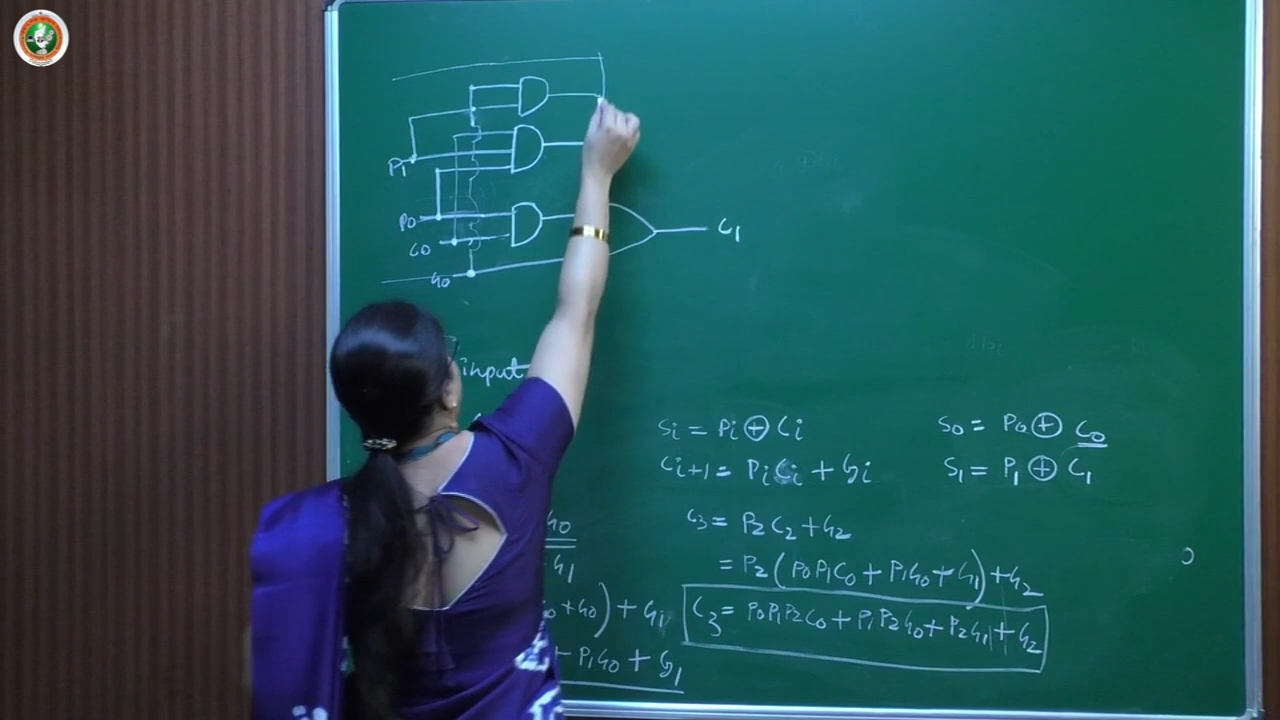 P1
P0
C0
G0
C1
input
Si = Pi ⊕ Ci
Ci+1 = PiCi + Gi
S0 = P0 ⊕ C0
S1 = P1 ⊕ C1
C3 = P2C2 + G2
= P2(P0P1C0 + P1G0 + G1) + G2
C3 = P0P1P2C0 + P1P2G0 + P2G1 + G2
G0
G1
+ G0) + G1
+ P1G0 + G1